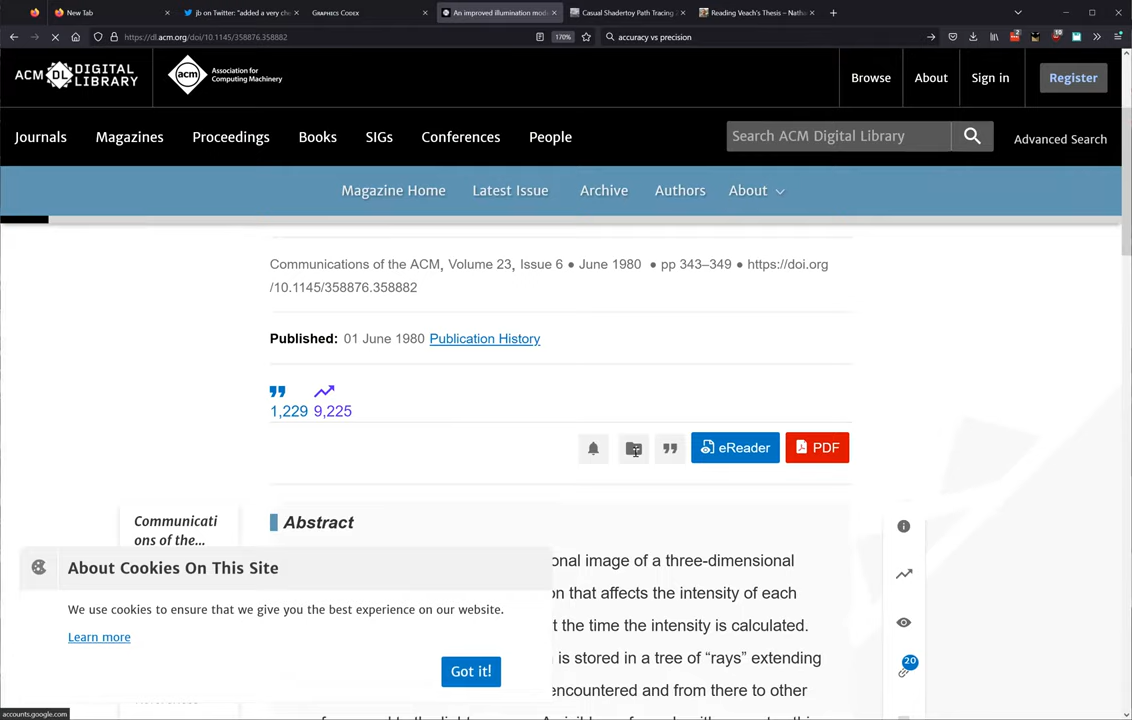 New Tab
jb on Twitter: "added a very che
GRAPHICS CODEX
An improved illumination mode
Casual Shadertoy Path Tracing
Reading Veach's Thesis – Natha
https://dl.acm.org/doi/10.1145/358876.358882
170%
accuracy vs precision
ACM DL DIGITAL LIBRARY
acm Association for Computing Machinery
Browse
About
Sign in
Register
Journals
Magazines
Proceedings
Books
SIGs
Conferences
People
Search ACM Digital Library
Advanced Search
Magazine Home
Latest Issue
Archive
Authors
About
Communications of the ACM, Volume 23, Issue 6 • June 1980 • pp 343–349 • https://doi.org
/10.1145/358876.358882
Published: 01 June 1980 Publication History
1,229 9,225
eReader
PDF
Communicati
ons of the...
Abstract
onal image of a three-dimensional
on that affects the intensity of each
t the time the intensity is calculated.
is stored in a tree of “rays” extending
encountered and from there to other
20
About Cookies On This Site
We use cookies to ensure that we give you the best experience on our website.
Learn more
Got it!
accounts.google.com